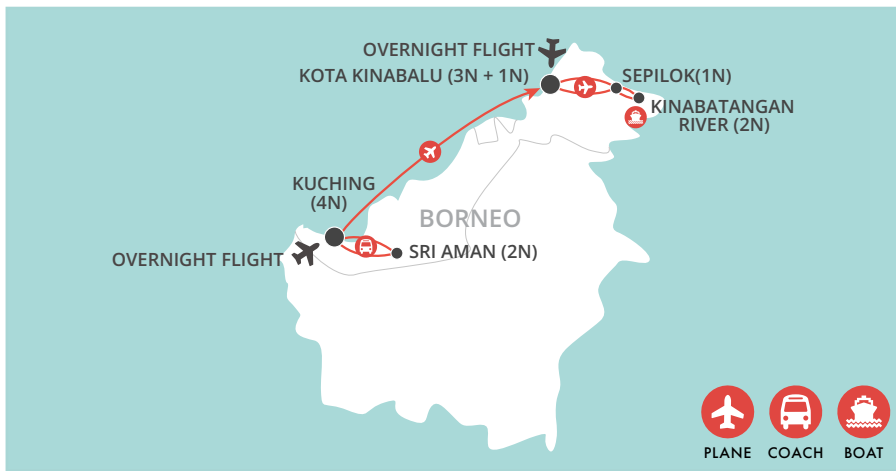 OVERNIGHT FLIGHT
KOTA KINABALU (3N + 1N)
SEPILOK(1N)
KINABATANGAN
RIVER (2N)
KUCHING
(4N)
BORNEO
SRI AMAN (2N)
OVERNIGHT FLIGHT
PLANE COACH BOAT